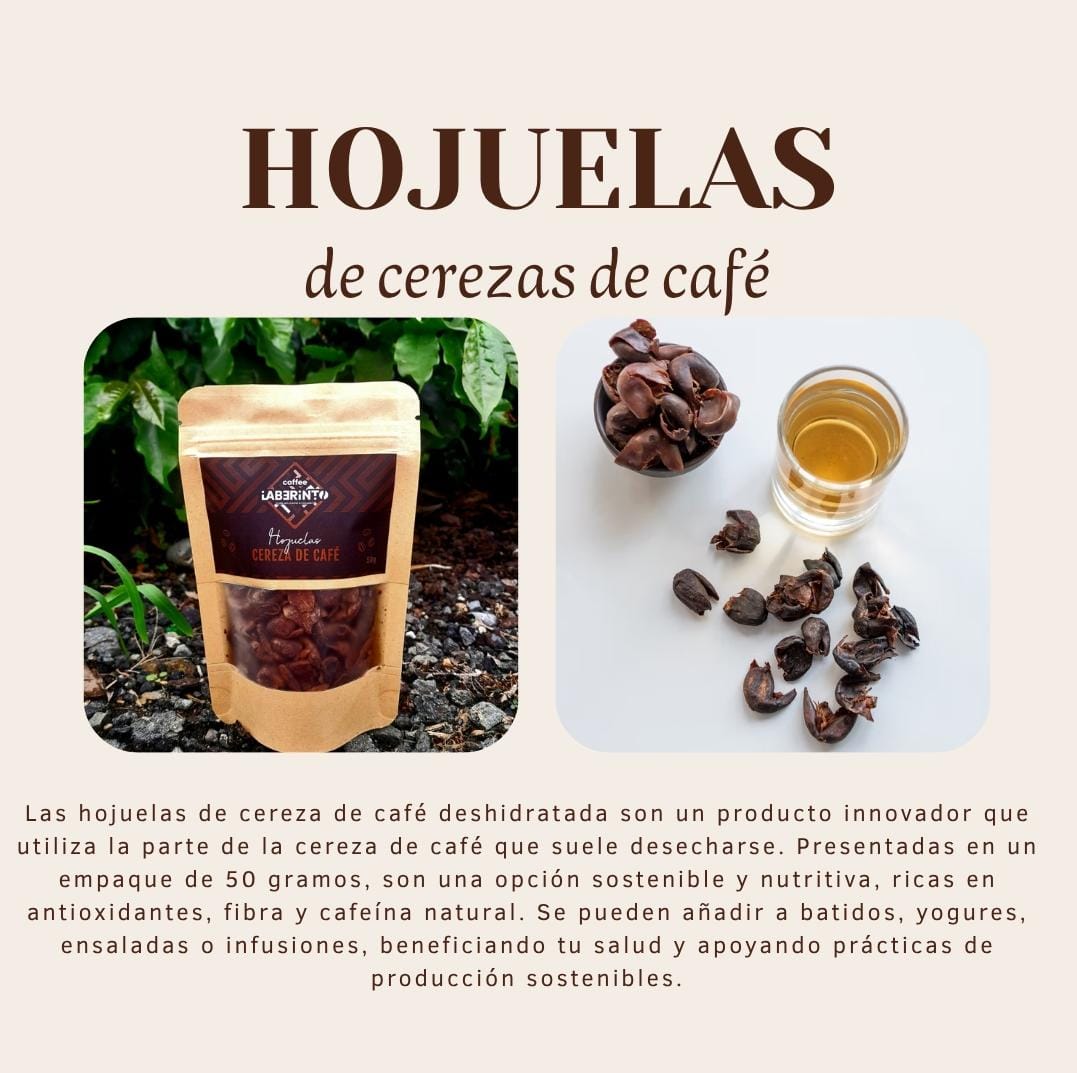 HOJUELAS
de cerezas de café
coffee
LABERINTO
Hojuelas
CEREZA DE CAFÉ
50g
Las hojuelas de cereza de café deshidratada son un producto innovador que
utiliza la parte de la cereza de café que suele desecharse. Presentadas en un
empaque de 50 gramos, son una opción sostenible y nutritiva, ricas en
antioxidantes, fibra y cafeína natural. Se pueden añadir a batidos, yogures,
ensaladas o infusiones, beneficiando tu salud y apoyando prácticas de
producción sostenibles.